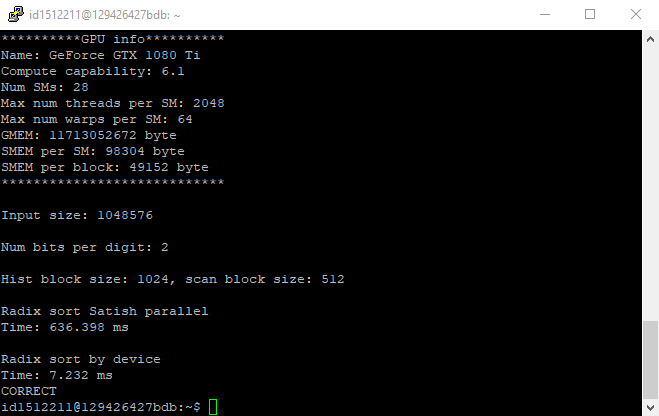 id1512211@129426427bdb: ~
**********GPU info**********
Name: GeForce GTX 1080 Ti
Compute capability: 6.1
Num SMs: 28
Max num threads per SM: 2048
Max num warps per SM: 64
GMEM: 11713052672 byte
SMEM per SM: 98304 byte
SMEM per block: 49152 byte
****************************
Input size: 1048576
Num bits per digit: 2
Hist block size: 1024, scan block size: 512
Radix sort Satish parallel
Time: 636.398 ms
Radix sort by device
Time: 7.232 ms
CORRECT
id1512211@129426427bdb:~$